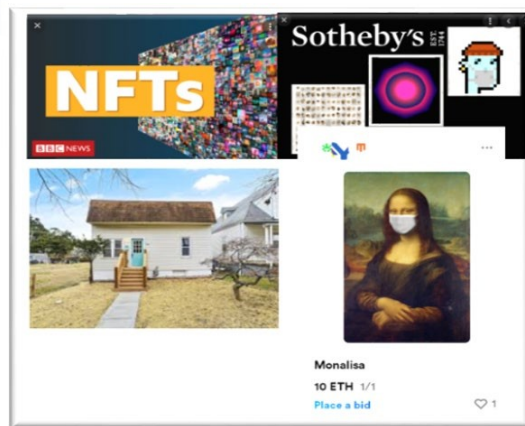 NFTs
BBC NEWS
Sotheby's EST. 1744
Monalisa
10 ETH 1/1
Place a bid
1